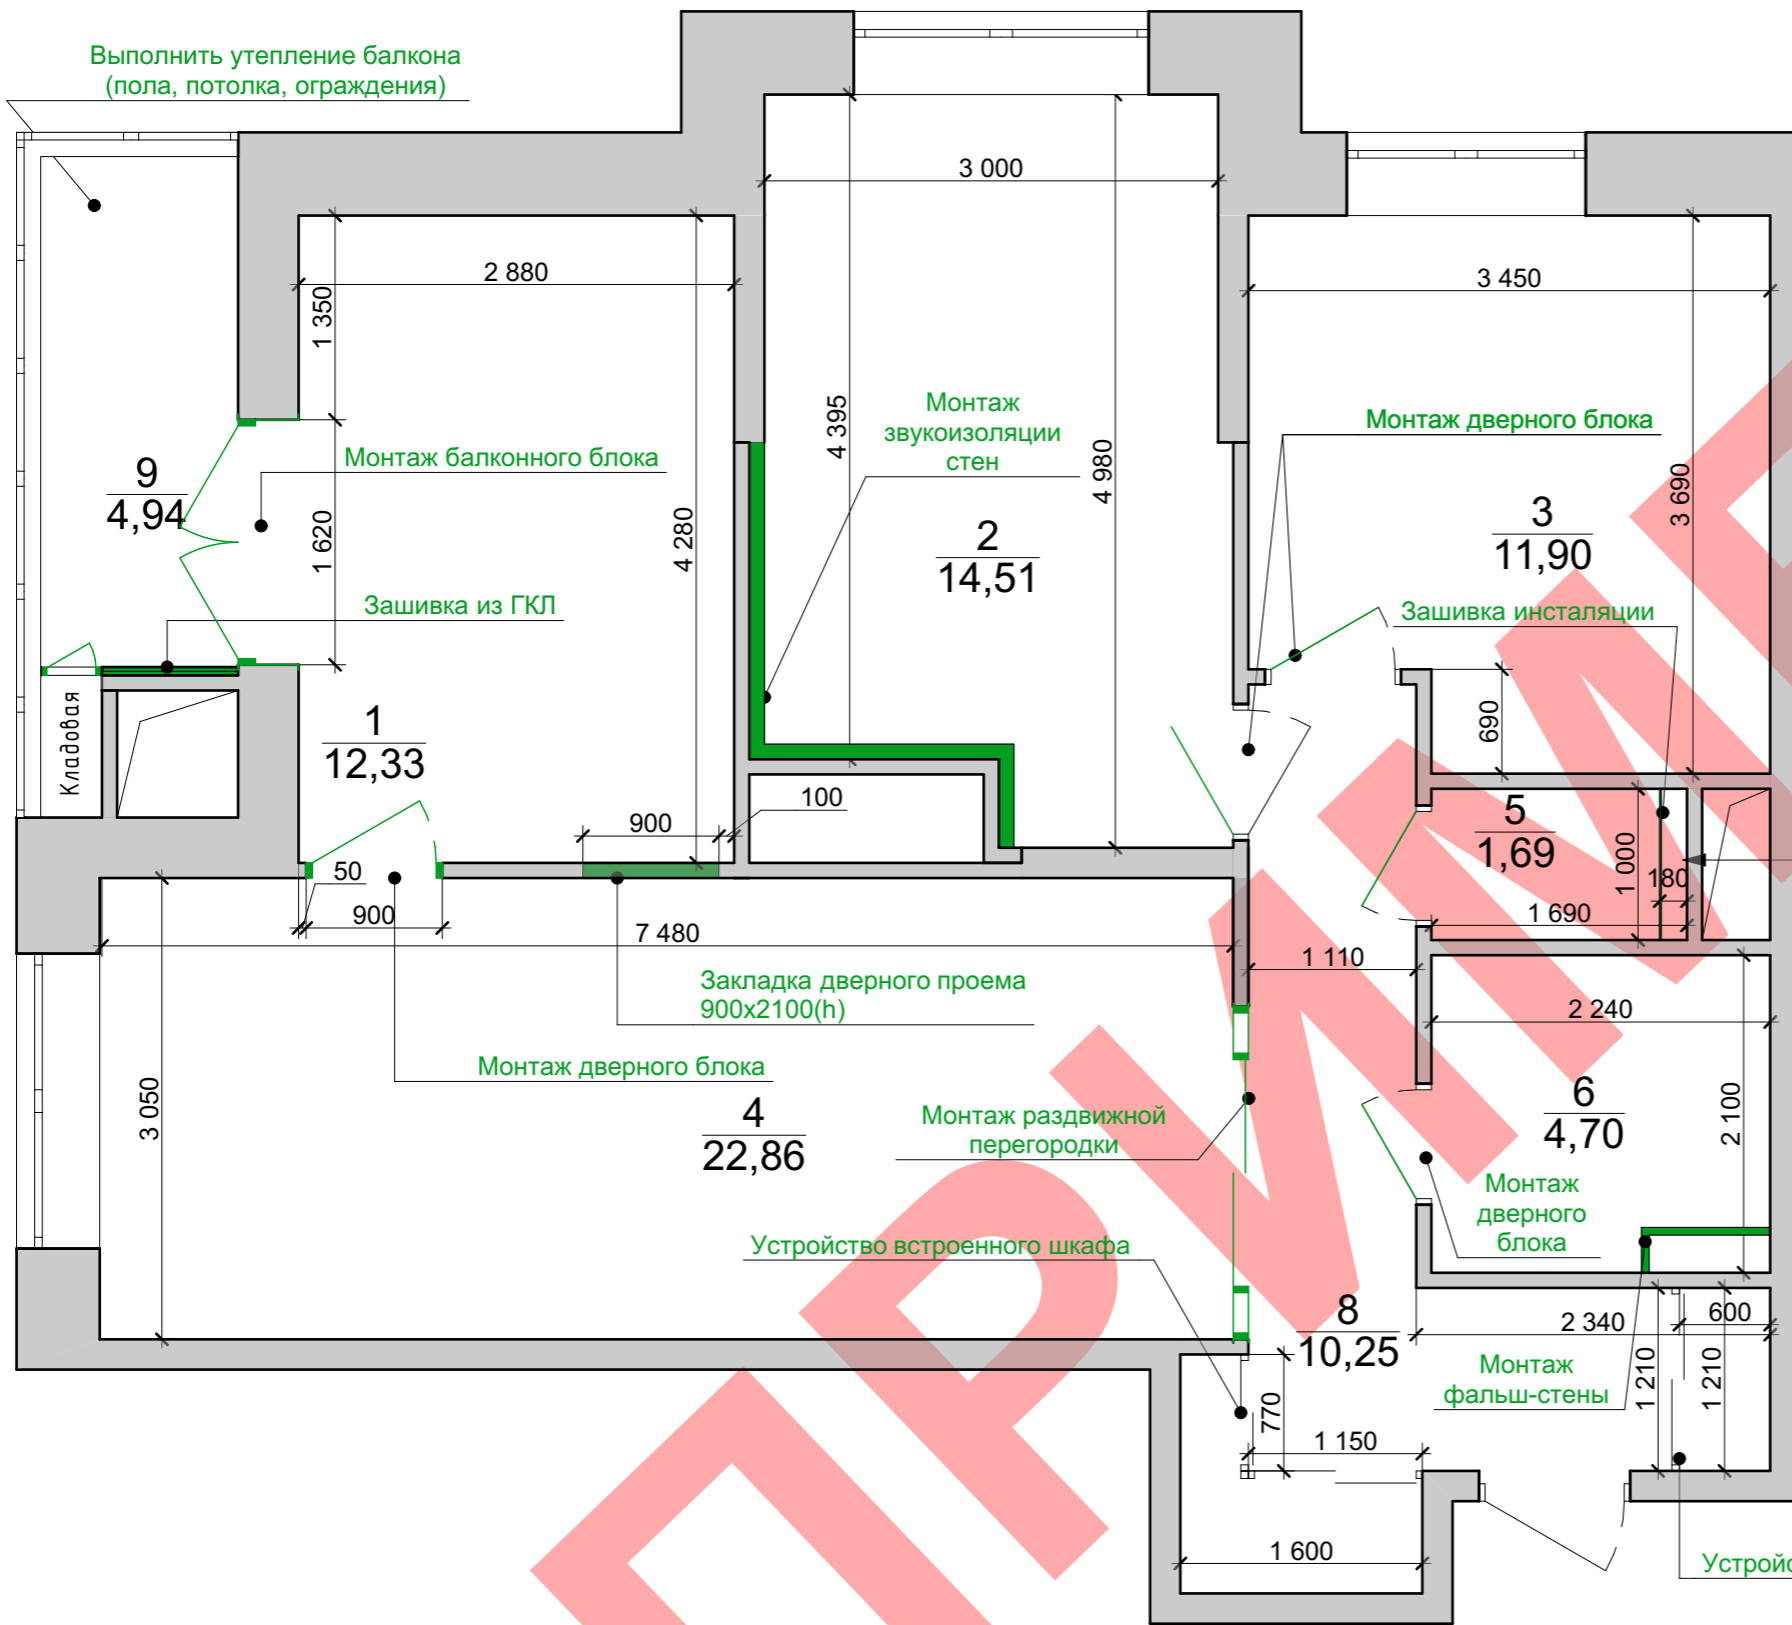 Выполнить утепление балкона
(пола, потолка, ограждения)
3 000
2 880
3 450
1 350
4 395
4 980
3 690
Монтаж
звукоизоляции
стен
Монтаж дверного блока
Монтаж балконного блока
9
4,94
1 620
4 280
2
14,51
3
11,90
Зашивка из ГКЛ
Зашивка инсталяции
Кладовая
1
12,33
690
100
900
5
1,69
1 000
180
1 690
50
900
7 480
1 110
Закладка дверного проема
900х2100(h)
2 240
Монтаж дверного блока
3 050
4
22,86
Монтаж раздвижной
перегородки
6
4,70
2 100
Монтаж
дверного
блока
Устройство встроенного шкафа
8
10,25
2 340
600
Монтаж
фальш-стены
1 210
1 210
770
1 150
1 600